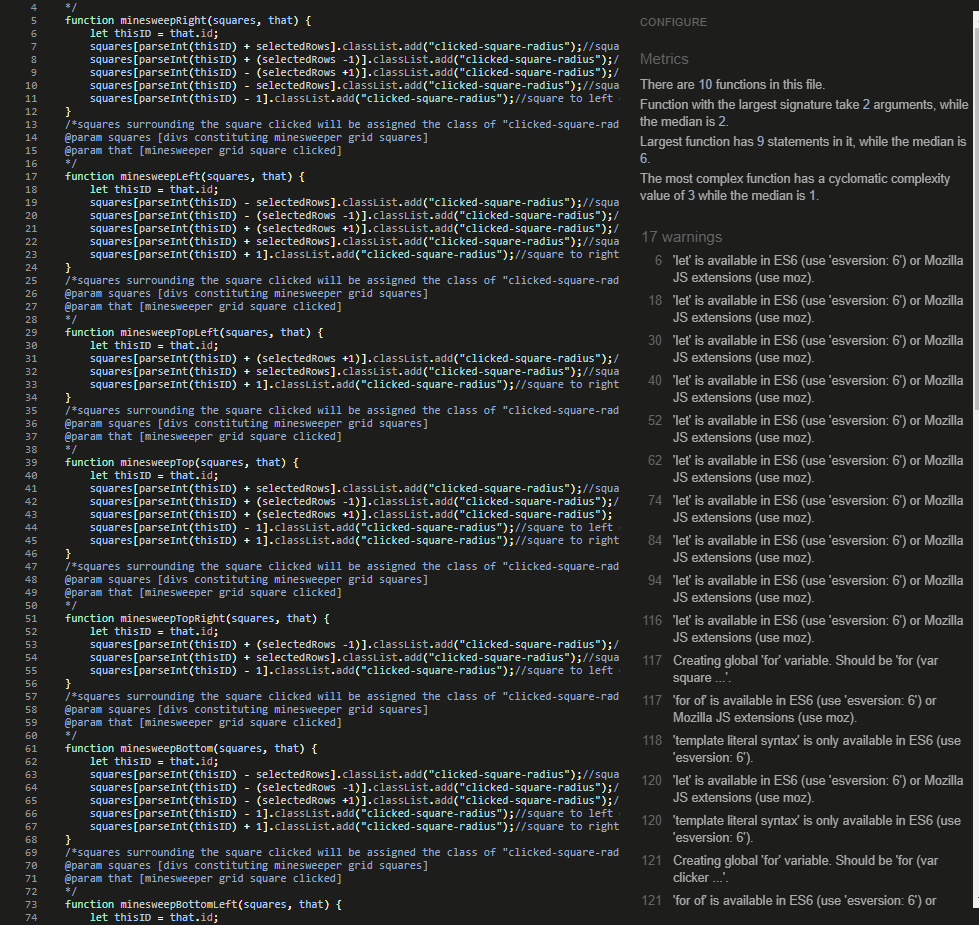 4 */
5 function minesweepRight(squares, that) {
6 let thisID = that.id;
7 squares[parseInt(thisID) + selectedRows].classList.add("clicked-square-radius");//squa
8 squares[parseInt(thisID) + (selectedRows -1)].classList.add("clicked-square-radius");/
9 squares[parseInt(thisID) - (selectedRows +1)].classList.add("clicked-square-radius");/
10 squares[parseInt(thisID) - selectedRows].classList.add("clicked-square-radius");//squa
11 squares[parseInt(thisID) - 1].classList.add("clicked-square-radius");//square to left
12 }
13 /*squares surrounding the square clicked will be assigned the class of "clicked-square-rad
14 @param squares [divs constituting minesweeper grid squares]
15 @param that [minesweeper grid square clicked]
16 */
17 function minesweepLeft(squares, that) {
18 let thisID = that.id;
19 squares[parseInt(thisID) - selectedRows].classList.add("clicked-square-radius");//squa
20 squares[parseInt(thisID) - (selectedRows -1)].classList.add("clicked-square-radius");/
21 squares[parseInt(thisID) + (selectedRows +1)].classList.add("clicked-square-radius");/
22 squares[parseInt(thisID) + selectedRows].classList.add("clicked-square-radius");//squa
23 squares[parseInt(thisID) + 1].classList.add("clicked-square-radius");//square to right
24 }
25 /*squares surrounding the square clicked will be assigned the class of "clicked-square-rad
26 @param squares [divs constituting minesweeper grid squares]
27 @param that [minesweeper grid square clicked]
28 */
29 function minesweepTopLeft(squares, that) {
30 let thisID = that.id;
31 squares[parseInt(thisID) + (selectedRows +1)].classList.add("clicked-square-radius");/
32 squares[parseInt(thisID) + selectedRows].classList.add("clicked-square-radius");//squa
33 squares[parseInt(thisID) + 1].classList.add("clicked-square-radius");//square to right
34 }
35 /*squares surrounding the square clicked will be assigned the class of "clicked-square-rad
36 @param squares [divs constituting minesweeper grid squares]
37 @param that [minesweeper grid square clicked]
38 */
39 function minesweepTop(squares, that) {
40 let thisID = that.id;
41 squares[parseInt(thisID) + selectedRows].classList.add("clicked-square-radius");//squa
42 squares[parseInt(thisID) + (selectedRows -1)].classList.add("clicked-square-radius");/
43 squares[parseInt(thisID) + (selectedRows +1)].classList.add("clicked-square-radius");
44 squares[parseInt(thisID) - 1].classList.add("clicked-square-radius");//square to left
45 squares[parseInt(thisID) + 1].classList.add("clicked-square-radius");//square to right
46 }
47 /*squares surrounding the square clicked will be assigned the class of "clicked-square-rad
48 @param squares [divs constituting minesweeper grid squares]
49 @param that [minesweeper grid square clicked]
50 */
51 function minesweepTopRight(squares, that) {
52 let thisID = that.id;
53 squares[parseInt(thisID) + (selectedRows -1)].classList.add("clicked-square-radius");/
54 squares[parseInt(thisID) + selectedRows].classList.add("clicked-square-radius");//squa
55 squares[parseInt(thisID) - 1].classList.add("clicked-square-radius");//square to left
56 }
57 /*squares surrounding the square clicked will be assigned the class of "clicked-square-rad
58 @param squares [divs constituting minesweeper grid squares]
59 @param that [minesweeper grid square clicked]
60 */
61 function minesweepBottom(squares, that) {
62 let thisID = that.id;
63 squares[parseInt(thisID) - selectedRows].classList.add("clicked-square-radius");//squa
64 squares[parseInt(thisID) - (selectedRows -1)].classList.add("clicked-square-radius");/
65 squares[parseInt(thisID) - (selectedRows +1)].classList.add("clicked-square-radius");/
66 squares[parseInt(thisID) - 1].classList.add("clicked-square-radius");//square to left
67 squares[parseInt(thisID) + 1].classList.add("clicked-square-radius");//square to right
68 }
69 /*squares surrounding the square clicked will be assigned the class of "clicked-square-rad
70 @param squares [divs constituting minesweeper grid squares]
71 @param that [minesweeper grid square clicked]
72 */
73 function minesweepBottomLeft(squares, that) {
74 let thisID = that.id;
CONFIGURE
Metrics
There are 10 functions in this file.
Function with the largest signature take 2 arguments, while
the median is 2.
Largest function has 9 statements in it, while the median is
6.
The most complex function has a cyclomatic complexity
value of 3 while the median is 1.
17 warnings
6 'let' is available in ES6 (use 'esversion: 6') or Mozilla
JS extensions (use moz).
18 'let' is available in ES6 (use 'esversion: 6') or Mozilla
JS extensions (use moz).
30 'let' is available in ES6 (use 'esversion: 6') or Mozilla
JS extensions (use moz).
40 'let' is available in ES6 (use 'esversion: 6') or Mozilla
JS extensions (use moz).
52 'let' is available in ES6 (use 'esversion: 6') or Mozilla
JS extensions (use moz).
62 'let' is available in ES6 (use 'esversion: 6') or Mozilla
JS extensions (use moz).
74 'let' is available in ES6 (use 'esversion: 6') or Mozilla
JS extensions (use moz).
84 'let' is available in ES6 (use 'esversion: 6') or Mozilla
JS extensions (use moz).
94 'let' is available in ES6 (use 'esversion: 6') or Mozilla
JS extensions (use moz).
116 'let' is available in ES6 (use 'esversion: 6') or Mozilla
JS extensions (use moz).
117 Creating global 'for' variable. Should be 'for (var
square ...'.
117 'for of' is available in ES6 (use 'esversion: 6') or
Mozilla JS extensions (use moz).
118 'template literal syntax' is only available in ES6 (use
'esversion: 6').
120 'let' is available in ES6 (use 'esversion: 6') or Mozilla
JS extensions (use moz).
120 'template literal syntax' is only available in ES6 (use
'esversion: 6').
121 Creating global 'for' variable. Should be 'for (var
clicker ...'.
121 'for of' is available in ES6 (use 'esversion: 6') or